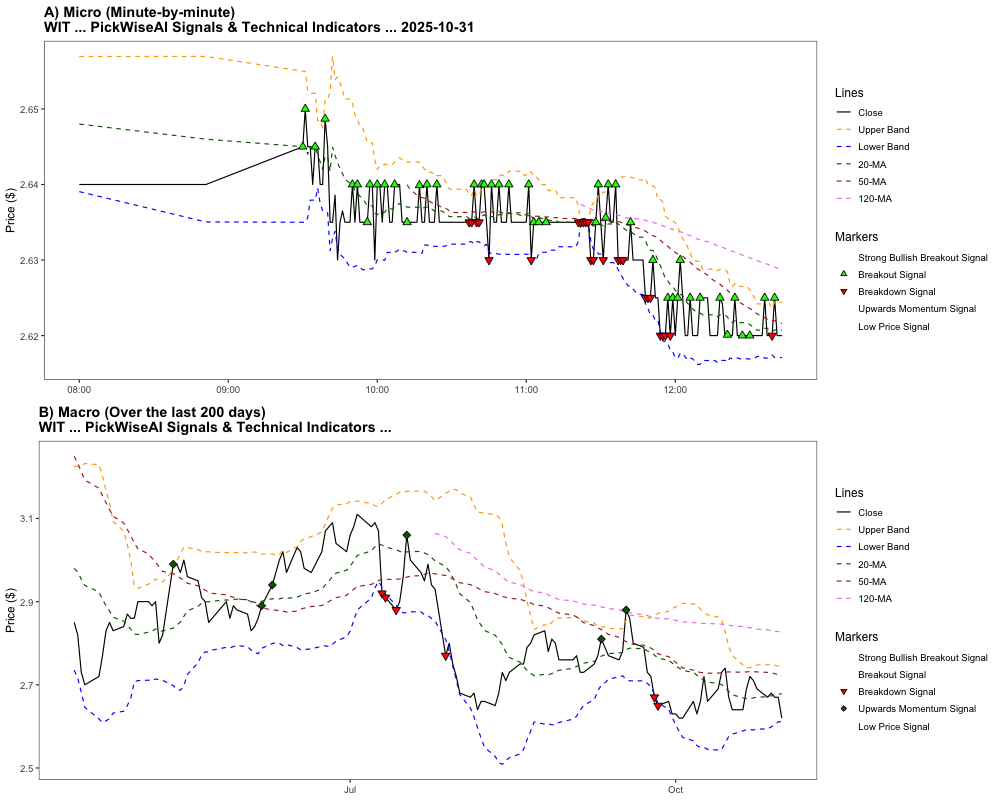 A) Micro (Minute-by-minute)
WIT ... PickWiseAI Signals & Technical Indicators ... 2025-10-31
Price ($)
2.65
2.64
2.63
2.62
08:00
09:00
10:00
11:00
12:00
Lines
Close
Upper Band
Lower Band
20-MA
50-MA
120-MA
Markers
Strong Bullish Breakout Signal
Breakout Signal
Breakdown Signal
Upwards Momentum Signal
Low Price Signal
B) Macro (Over the last 200 days)
WIT ... PickWiseAI Signals & Technical Indicators ...
Price ($)
3.1
2.9
2.7
2.5
Jul
Oct
Lines
Close
Upper Band
Lower Band
20-MA
50-MA
120-MA
Markers
Strong Bullish Breakout Signal
Breakout Signal
Breakdown Signal
Upwards Momentum Signal
Low Price Signal